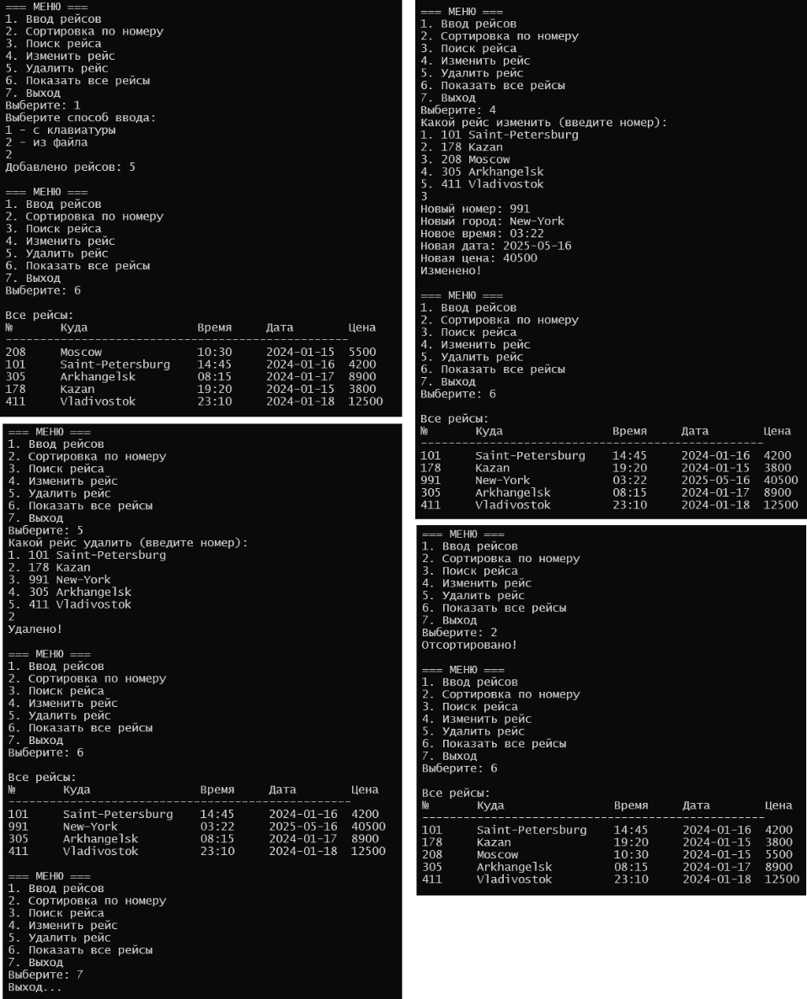 === МЕНЮ ===
1. Ввод рейсов
2. Сортировка по номеру
3. Поиск рейса
4. Изменить рейс
5. Удалить рейс
6. Показать все рейсы
7. Выход
Выберите: 1
Выберите способ ввода:
1 - с клавиатуры
2 - из файла
2
Добавлено рейсов: 5

=== МЕНЮ ===
1. Ввод рейсов
2. Сортировка по номеру
3. Поиск рейса
4. Изменить рейс
5. Удалить рейс
6. Показать все рейсы
7. Выход
Выберите: 6

Все рейсы:
№ Куда Время Дата Цена
--------------------------------------------------
208 Moscow 10:30 2024-01-15 5500
101 Saint-Petersburg 14:45 2024-01-16 4200
305 Arkhangelsk 08:15 2024-01-17 8900
178 Kazan 19:20 2024-01-15 3800
411 Vladivostok 23:10 2024-01-18 12500

=== МЕНЮ ===
1. Ввод рейсов
2. Сортировка по номеру
3. Поиск рейса
4. Изменить рейс
5. Удалить рейс
6. Показать все рейсы
7. Выход
Выберите: 4
Какой рейс изменить (введите номер):
1. 101 Saint-Petersburg
2. 178 Kazan
3. 208 Moscow
4. 305 Arkhangelsk
5. 411 Vladivostok
3
Новый номер: 991
Новый город: New-York
Новое время: 03:22
Новая дата: 2025-05-16
Новая цена: 40500
Изменено!

=== МЕНЮ ===
1. Ввод рейсов
2. Сортировка по номеру
3. Поиск рейса
4. Изменить рейс
5. Удалить рейс
6. Показать все рейсы
7. Выход
Выберите: 6

Все рейсы:
№ Куда Время Дата Цена
--------------------------------------------------
101 Saint-Petersburg 14:45 2024-01-16 4200
178 Kazan 19:20 2024-01-15 3800
991 New-York 03:22 2025-05-16 40500
305 Arkhangelsk 08:15 2024-01-17 8900
411 Vladivostok 23:10 2024-01-18 12500

=== МЕНЮ ===
1. Ввод рейсов
2. Сортировка по номеру
3. Поиск рейса
4. Изменить рейс
5. Удалить рейс
6. Показать все рейсы
7. Выход
Выберите: 5
Какой рейс удалить (введите номер):
1. 101 Saint-Petersburg
2. 178 Kazan
3. 991 New-York
4. 305 Arkhangelsk
5. 411 Vladivostok
2
Удалено!

=== МЕНЮ ===
1. Ввод рейсов
2. Сортировка по номеру
3. Поиск рейса
4. Изменить рейс
5. Удалить рейс
6. Показать все рейсы
7. Выход
Выберите: 6

Все рейсы:
№ Куда Время Дата Цена
--------------------------------------------------
101 Saint-Petersburg 14:45 2024-01-16 4200
991 New-York 03:22 2025-05-16 40500
305 Arkhangelsk 08:15 2024-01-17 8900
411 Vladivostok 23:10 2024-01-18 12500

=== МЕНЮ ===
1. Ввод рейсов
2. Сортировка по номеру
3. Поиск рейса
4. Изменить рейс
5. Удалить рейс
6. Показать все рейсы
7. Выход
Выберите: 7
Выход...

=== МЕНЮ ===
1. Ввод рейсов
2. Сортировка по номеру
3. Поиск рейса
4. Изменить рейс
5. Удалить рейс
6. Показать все рейсы
7. Выход
Выберите: 2
Отсортировано!

=== МЕНЮ ===
1. Ввод рейсов
2. Сортировка по номеру
3. Поиск рейса
4. Изменить рейс
5. Удалить рейс
6. Показать все рейсы
7. Выход
Выберите: 6

Все рейсы:
№ Куда Время Дата Цена
--------------------------------------------------
101 Saint-Petersburg 14:45 2024-01-16 4200
178 Kazan 19:20 2024-01-15 3800
208 Moscow 10:30 2024-01-15 5500
305 Arkhangelsk 08:15 2024-01-17 8900
411 Vladivostok 23:10 2024-01-18 12500